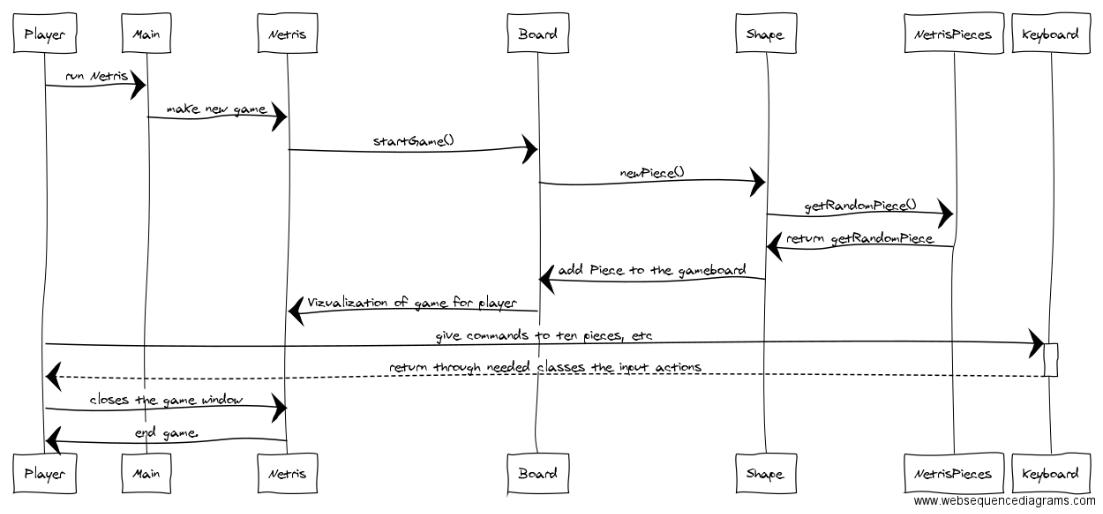 Player Main Netris Board Shape NetrisPieces Keyboard
run Netris
make new game
startGame()
newPiece()
getRandomPiece()
return getRandomPiece
add Piece to the gameboard
Vizualization of game for player
give commands to ten pieces, etc
return through needed classes the input actions
closes the game window
end game.
Player Main Netris Board Shape NetrisPieces Keyboard
www.websequencediagrams.com